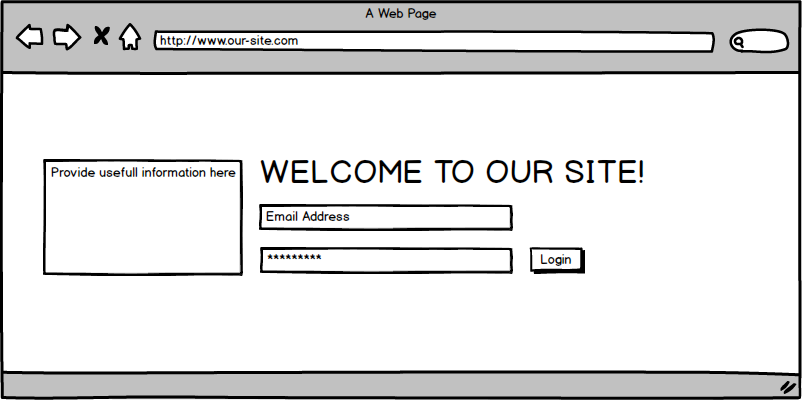 A Web Page
http://www.our-site.com
Provide usefull information here
WELCOME TO OUR SITE!
Email Address
*********
Login